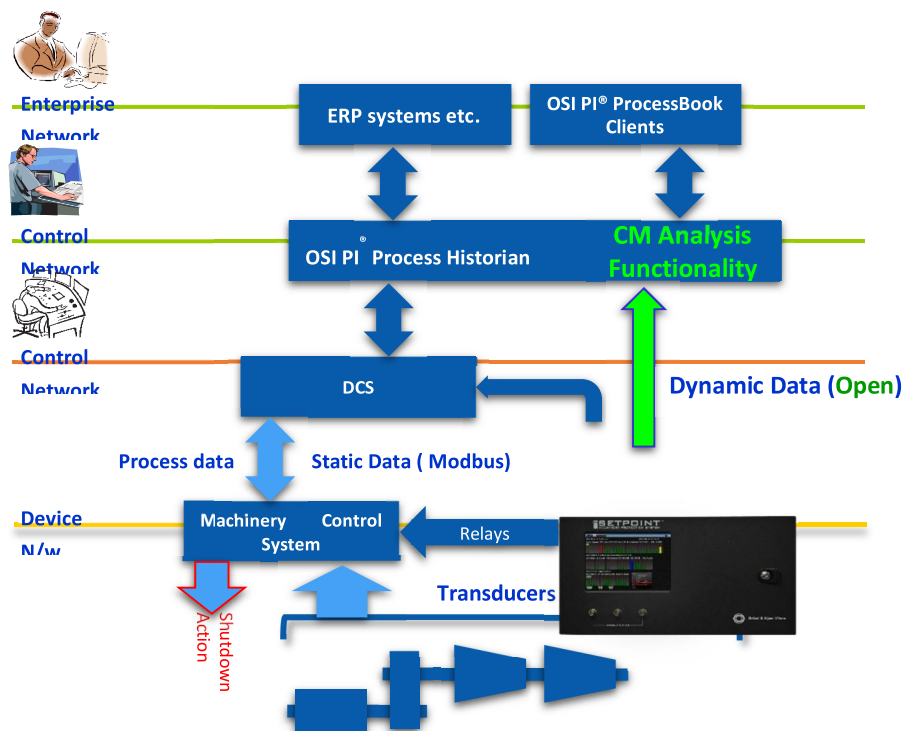 Enterprise
Network
ERP systems etc.
OSI PI® ProcessBook
Clients
Control
Network
OSI PI® Process Historian
CM Analysis
Functionality
Control
Network
DCS
Dynamic Data (Open)
Process data
Static Data ( Modbus)
Device
N/w
Machinery Control
System
Relays
SETPOINT
Transducers
Shutdown
Action